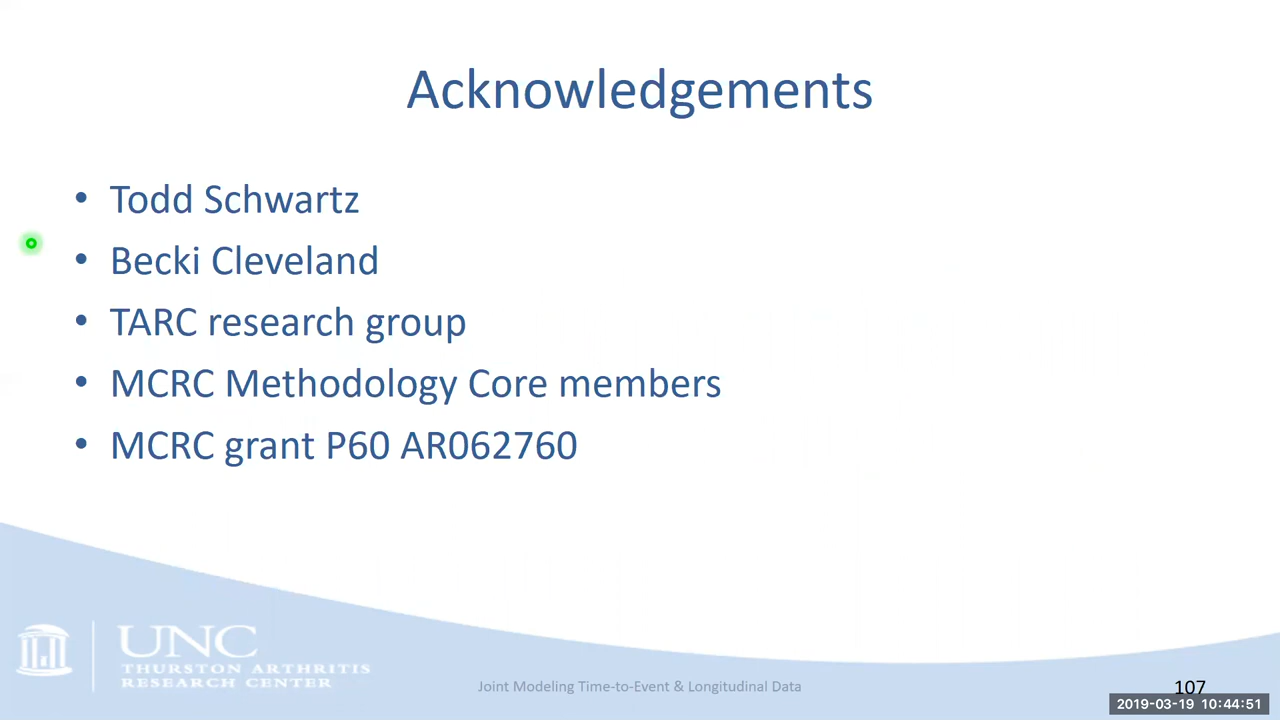 Acknowledgements
• Todd Schwartz
• Becki Cleveland
• TARC research group
• MCRC Methodology Core members
• MCRC grant P60 AR062760
UNC
THURSTON ARTHRITIS
RESEARCH CENTER
Joint Modeling Time-to-Event & Longitudinal Data
107
2019-03-19 10:44:51